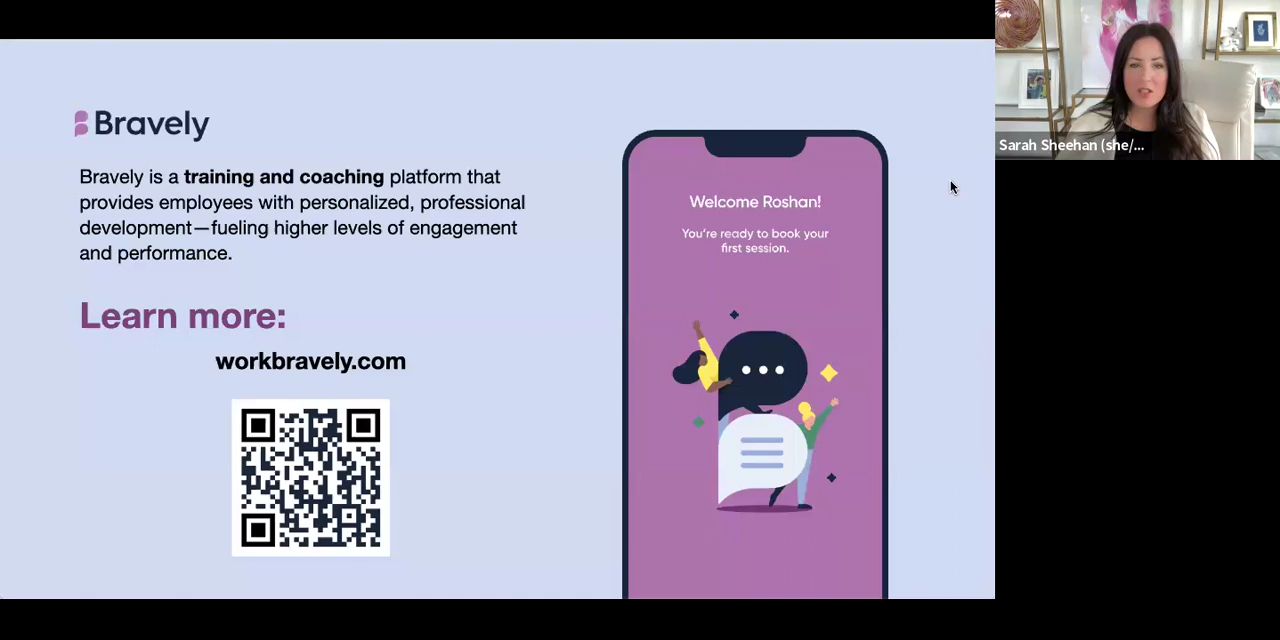 Bravely
Bravely is a training and coaching platform that
provides employees with personalized, professional
development—fueling higher levels of engagement
and performance.
Learn more:
workbravely.com
Welcome Roshan!
You're ready to book your
first session.
Sarah Sheehan (she/...